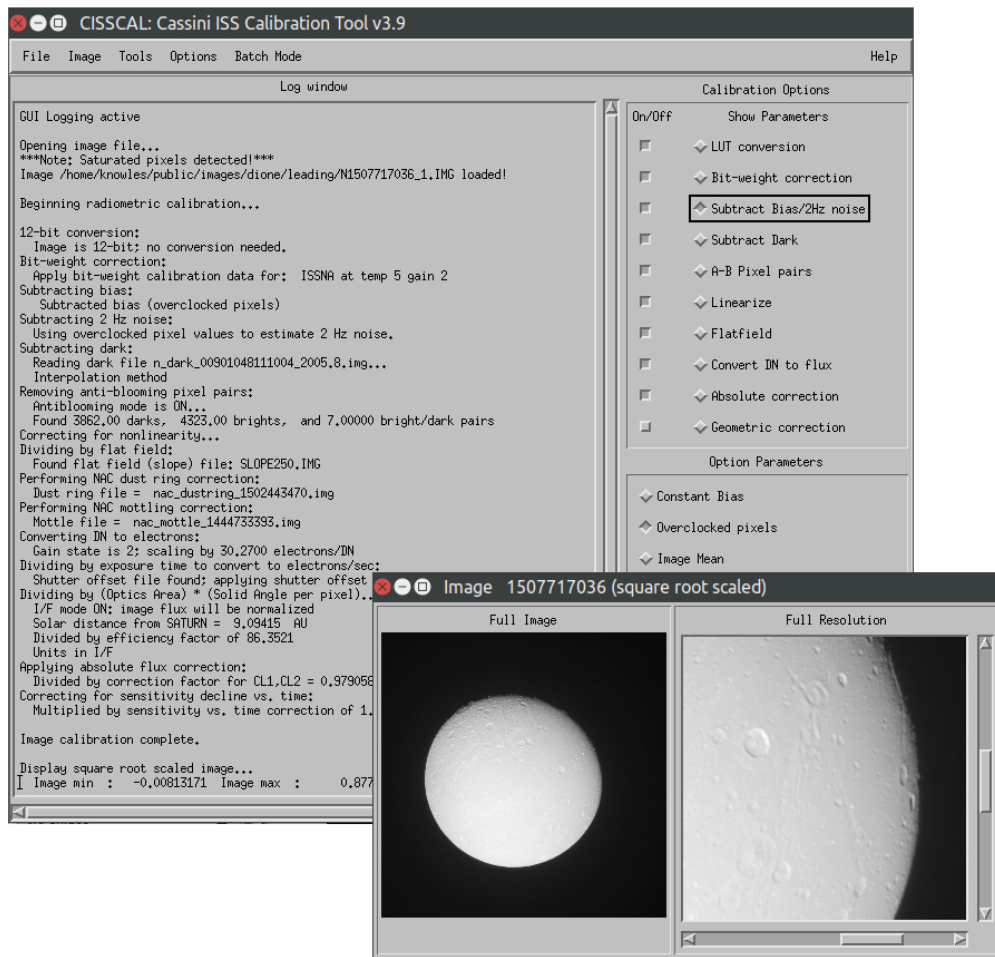 CISSCAL: Cassini ISS Calibration Tool v3.9
File Image Tools Options Batch Mode Help
Log window
GUI Logging active
Opening image file...
***Note: Saturated pixels detected!***
Image /home/knowles/public/images/dione/leading/N1507717036_1.IMG loaded!
Beginning radiometric calibration...
12-bit conversion:
Image is 12-bit; no conversion needed.
Bit-weight correction:
Apply bit-weight calibration data for: ISSNA at temp 5 gain 2
Subtracting bias:
Subtracted bias (overclocked pixels)
Subtracting 2 Hz noise:
Using overclocked pixel values to estimate 2 Hz noise.
Subtracting dark:
Reading dark file n_dark_00901048111004_2005.8.img...
Interpolation method
Removing anti-blooming pixel pairs:
Antiblooming mode is ON...
Found 3862.00 darks, 4323.00 brights, and 7.00000 bright/dark pairs
Correcting for nonlinearity...
Dividing by flat field:
Found flat field (slope) file: SLOPE250.IMG
Performing NAC dust ring correction:
Dust ring file = nac_dustring_1502443470.img
Performing NAC mottling correction:
Mottle file = nac_mottle_1444733393.img
Converting DN to electrons:
Gain state is 2; scaling by 30.2700 electrons/DN
Dividing by exposure time to convert to electrons/sec:
Shutter offset file found; applying shutter offset
Dividing by (Optics Area) * (Solid Angle per pixel)..
I/F mode ON: image flux will be normalized
Solar distance from SATURN = 9.09415 AU
Divided by efficiency factor of 86.3521
Units in I/F
Applying absolute flux correction:
Divided by correction factor for CL1,CL2 = 0.979058
Correcting for sensitivity decline vs. time:
Multiplied by sensitivity vs. time correction of 1.
Image calibration complete.
Display square root scaled image...
Image min : -0.00813171 Image max : 0.877
Calibration Options
On/Off Show Parameters
LUT conversion
Bit-weight correction
Subtract Bias/2Hz noise
Subtract Dark
A-B Pixel pairs
Linearize
Flatfield
Convert DN to flux
Absolute correction
Geometric correction
Option Parameters
Constant Bias
Overclocked pixels
Image Mean
Image 1507717036 (square root scaled)
Full Image
Full Resolution